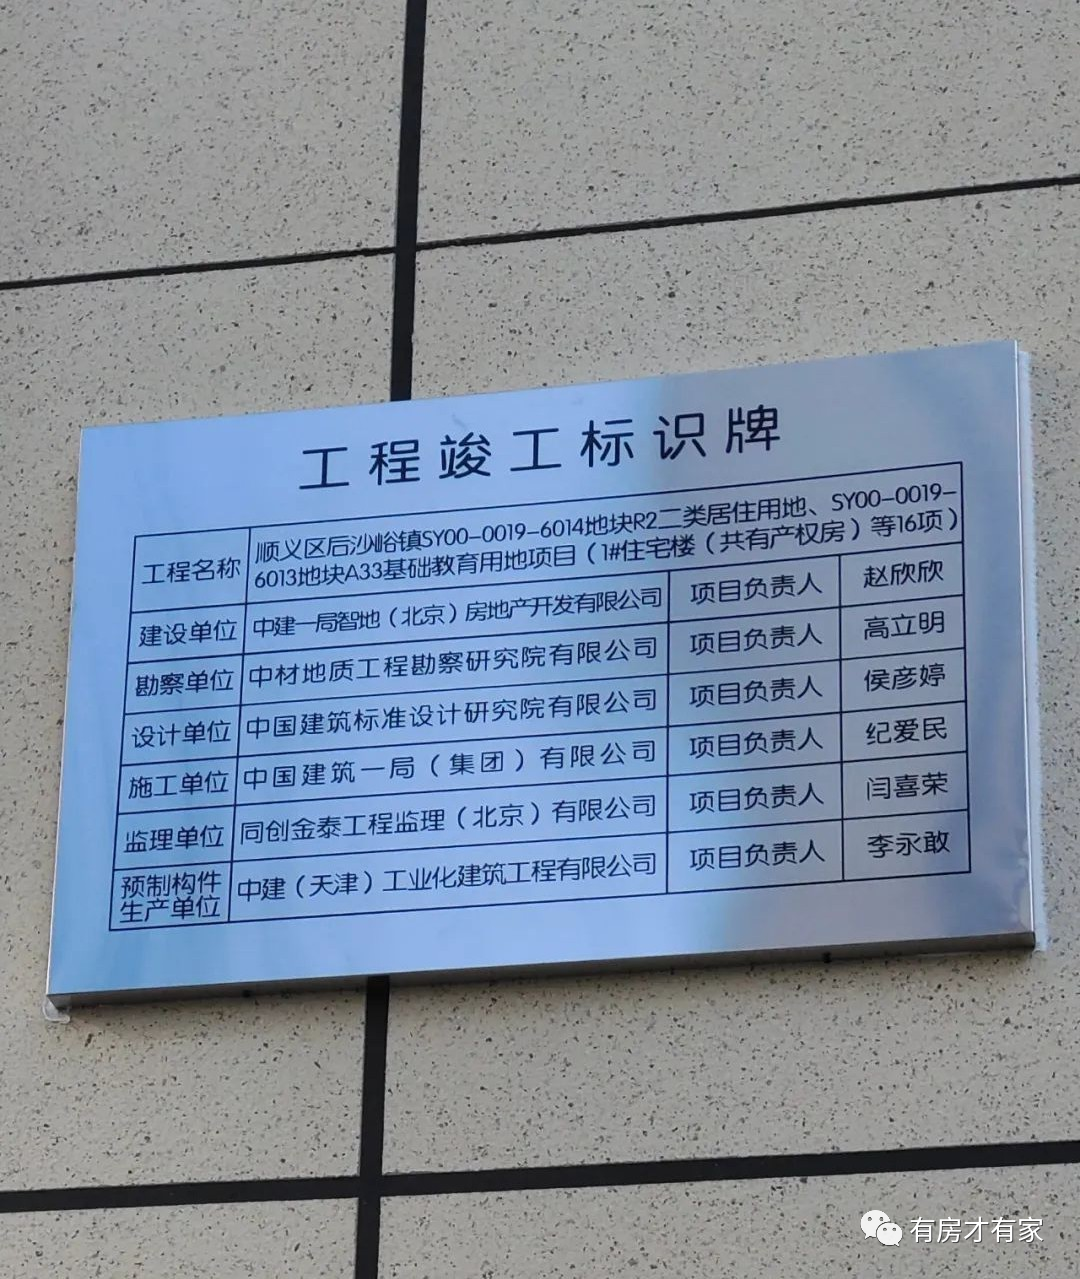 工程竣工标识牌
工程名称 顺义区后沙峪镇SY00-0019-6014地块R2二类居住用地、SY00-0019-
6013地块A33基础教育用地项目（1#住宅楼（共有产权房）等16项）
建设单位 中建一局智地（北京）房地产开发有限公司 项目负责人 赵欣欣
勘察单位 中材地质工程勘察研究院有限公司 项目负责人 高立明
设计单位 中国建筑标准设计研究院有限公司 项目负责人 侯彦婷
施工单位 中国建筑一局（集团）有限公司 项目负责人 纪爱民
监理单位 同创金泰工程监理（北京）有限公司 项目负责人 闫喜荣
预制构件
生产单位 中建（天津）工业化建筑工程有限公司 项目负责人 李永敢
有房才有家